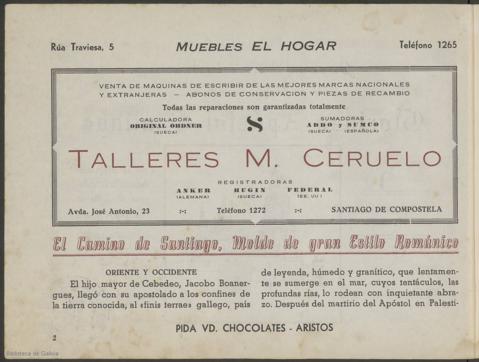 Rúa Traviesa, 5 MUEBLES EL HOGAR Teléfono 1265
VENTA DE MAQUINAS DE ESCRIBIR DE LAS MEJORES MARCAS NACIONALES
Y EXTRANJERAS — ABONOS DE CONSERVACION Y PIEZAS DE RECAMBIO
Todas las reparaciones son garantizadas totalmente
CALCULADORA
ORIGINAL ODHNER
(SUECA)
SUMADORAS
ADDO y SUMCO
(SUECA) (ESPAÑOLA)
TALLERES M. CERUELO
REGISTRADORAS
ANKER HUGIN FEDERAL
(ALEMANA) (SUECA) (EE. UU.)
Avda. José Antonio, 23 Teléfono 1272 SANTIAGO DE COMPOSTELA
El Camino de Santiago, Molde de gran Estilo Románico
ORIENTE Y OCCIDENTE
El hijo mayor de Cebedeo, Jacobo Boaner-
gues, llegó con su apostolado a los confines de
la tierra conocida, al «finis terrae» gallego, país
de leyenda, húmedo y granítico, que lentamen-
te se sumerge en el mar, cuyos tentáculos, las
profundas rías, lo rodean con inquietante abra-
zo. Después del martirio del Apóstol en Palesti-
2
PIDA VD. CHOCOLATES - ARISTOS
Biblioteca de Galicia